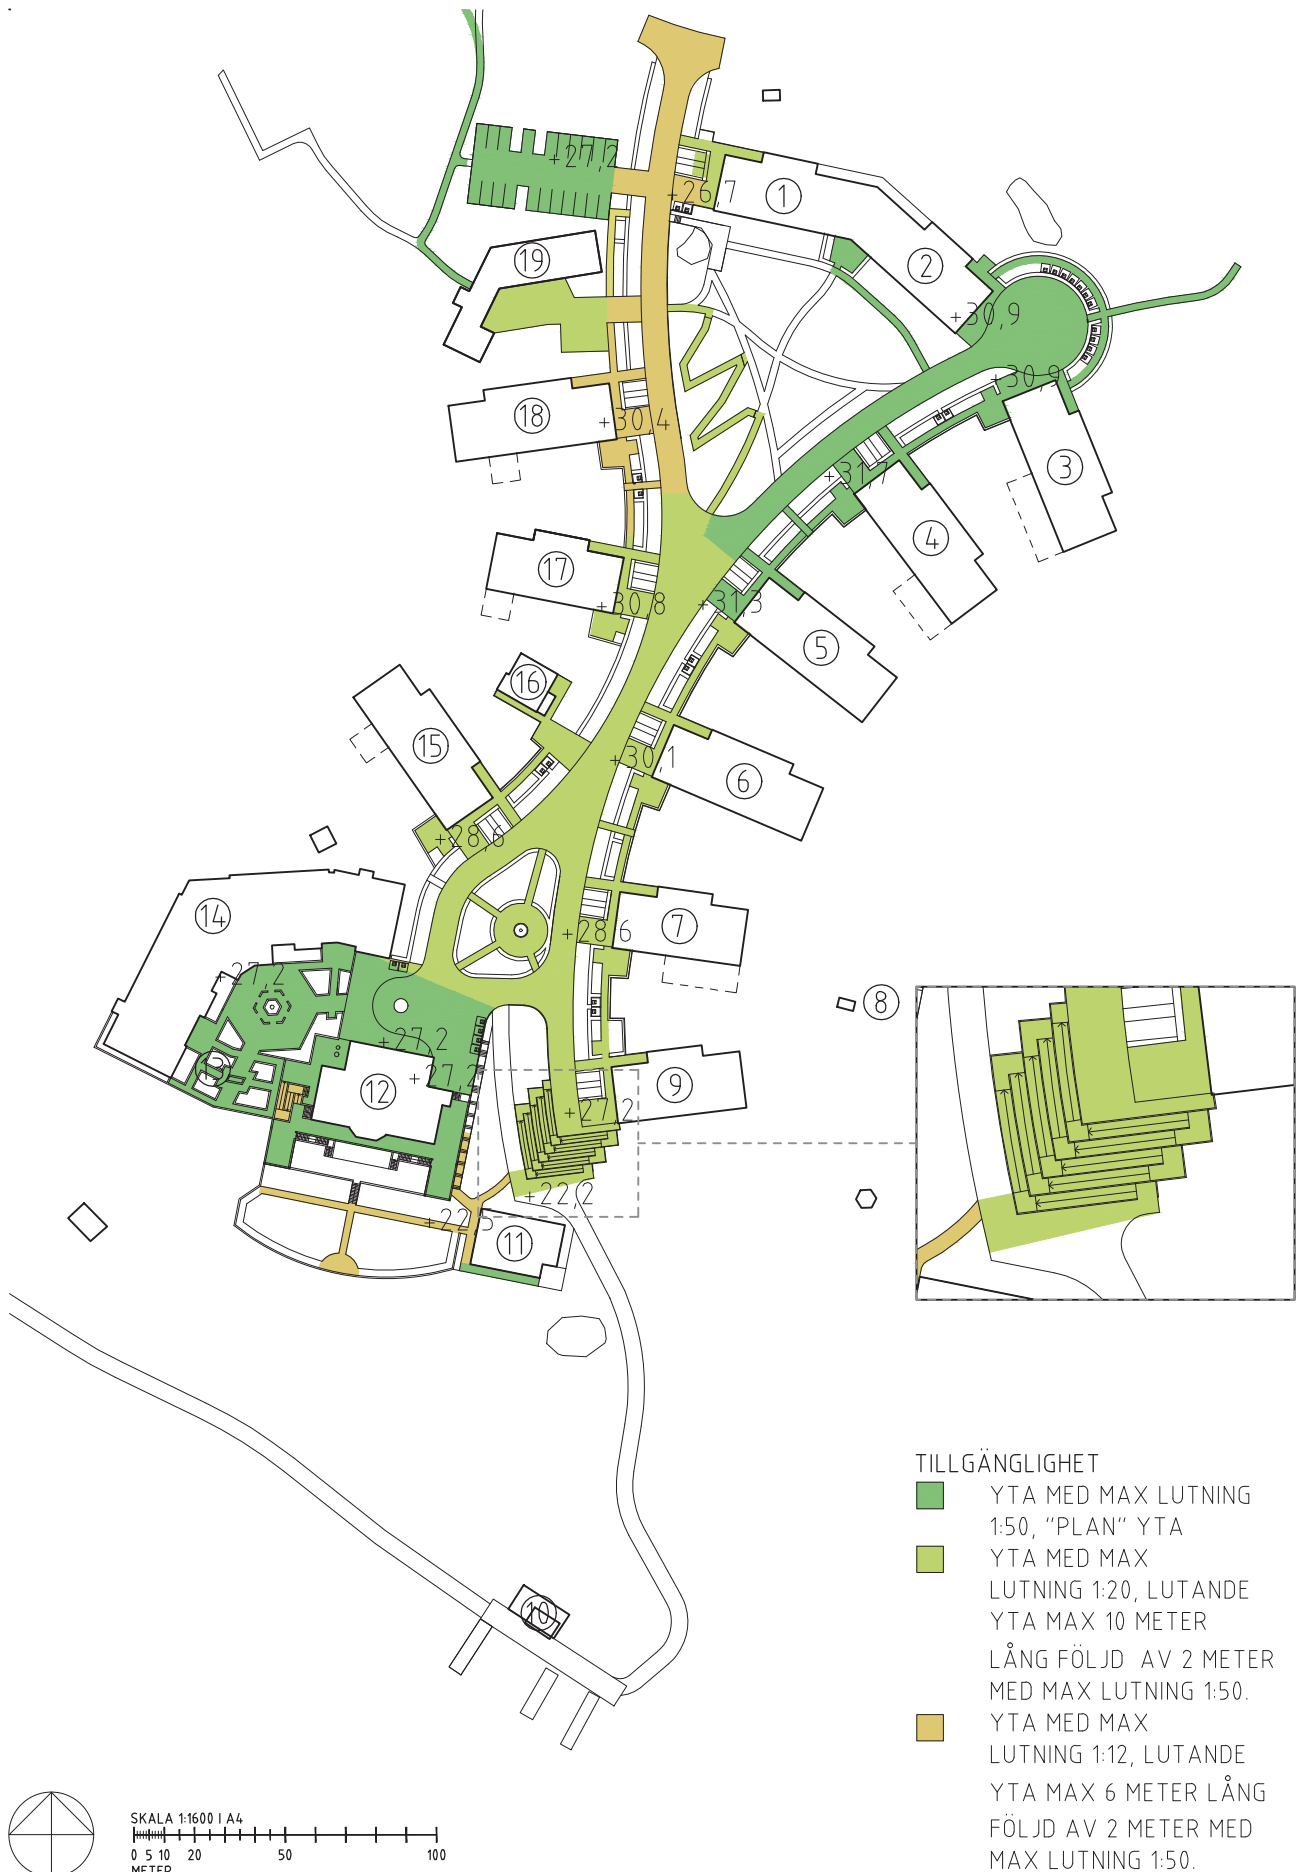 +27,2
+26,7
1
19
2
+30,9
+30,9
18
+30,4
3
+31,7
4
17
+30,8
+31,3
5
16
15
+30,1
6
+28,6
14
7
+28,6
+27,2
8
+27,2
13
+27,2
12
9
+27,2
+22,2
11
10
TILLGÄNGLIGHET
YTA MED MAX LUTNING
1:50, "PLAN" YTA
YTA MED MAX
LUTNING 1:20, LUTANDE
YTA MAX 10 METER
LÅNG FÖLJD AV 2 METER
MED MAX LUTNING 1:50.
YTA MED MAX
LUTNING 1:12, LUTANDE
YTA MAX 6 METER LÅNG
FÖLJD AV 2 METER MED
MAX LUTNING 1:50.
SKALA 1:1600 I A4
0 5 10 20 50 100
METER